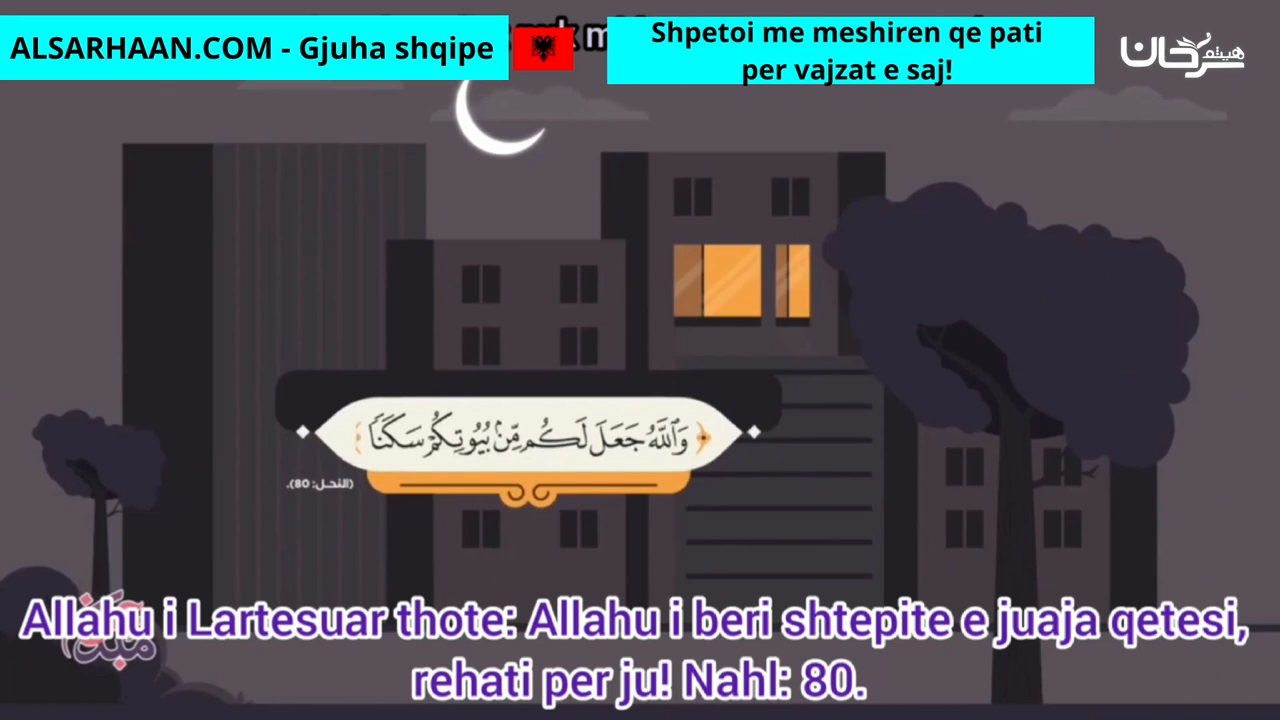 ALSARHAAN.COM - Gjuha shqipe
Shpetoi me meshiren qe pati
per vajzat e saj!
هيثم
سرحان
وَٱللَّهُ جَعَلَ لَكُم مِّنۢ بُيُوتِكُمْ سَكَنًا
(النحل: 80).
Allahu i Lartesuar thote: Allahu i beri shtepite e juaja qetesi,
rehati per ju! Nahl: 80.